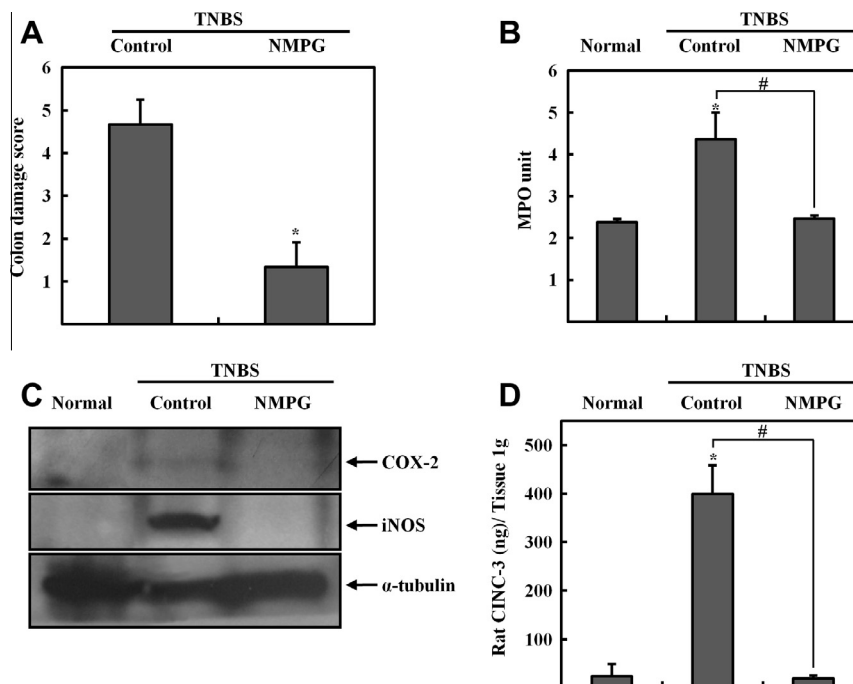 A
TNBS
Control NMPG
Colon damage score
6
5
4
3
2
1
*
B
TNBS
Normal Control NMPG
MPO unit
6
5
4
3
2
1
*
#
C
TNBS
Normal Control NMPG
COX-2
iNOS
α-tubulin
D
TNBS
Normal Control NMPG
Rat CINC-3 (ng)/ Tissue 1g
500
400
300
200
100
*
#